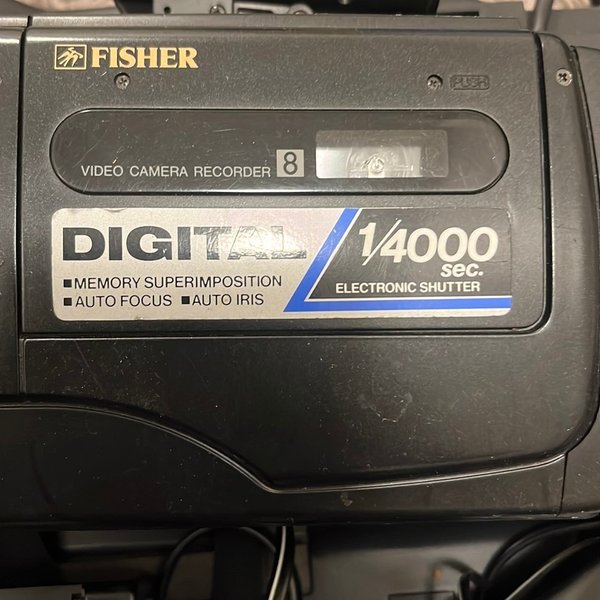 FISHER
PUSH
VIDEO CAMERA RECORDER 8
DIGITAL
■MEMORY SUPERIMPOSITION
■AUTO FOCUS ■AUTO IRIS
1/4000
sec.
ELECTRONIC SHUTTER